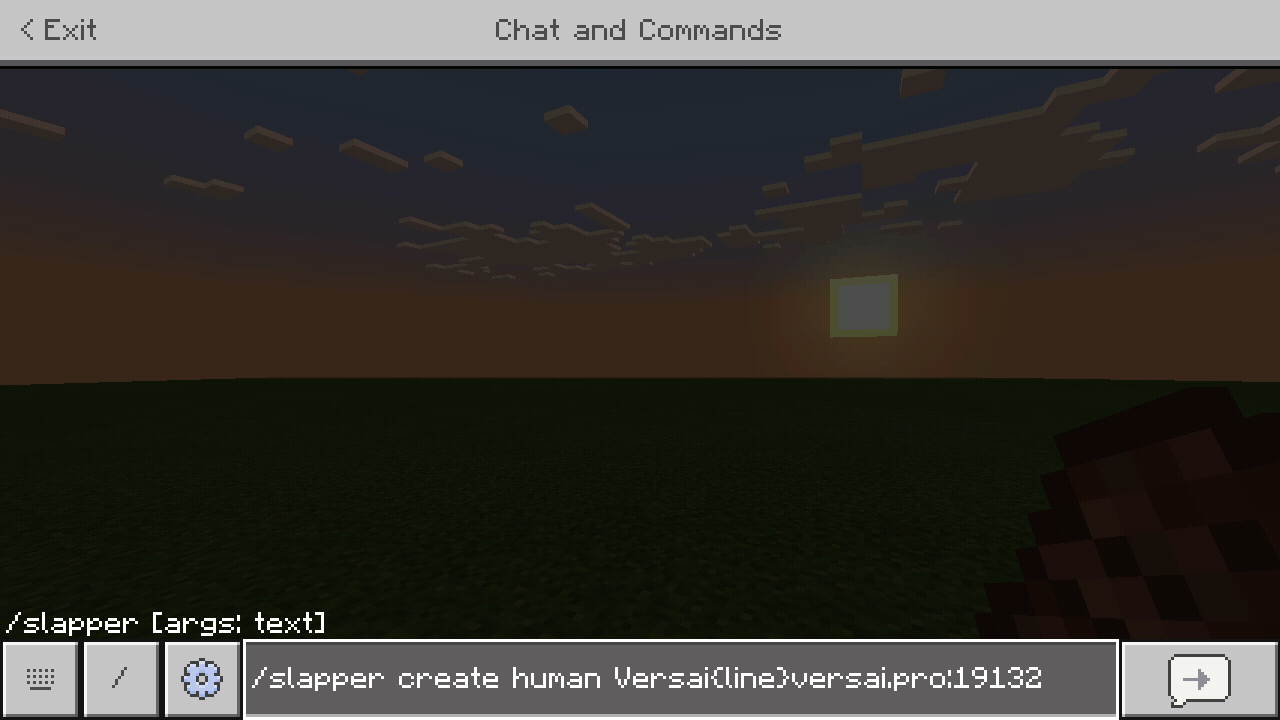 Exit
Chat and Commands
/slapper [args: text]
/
/slapper create human Versai{line}versai.pro:19132